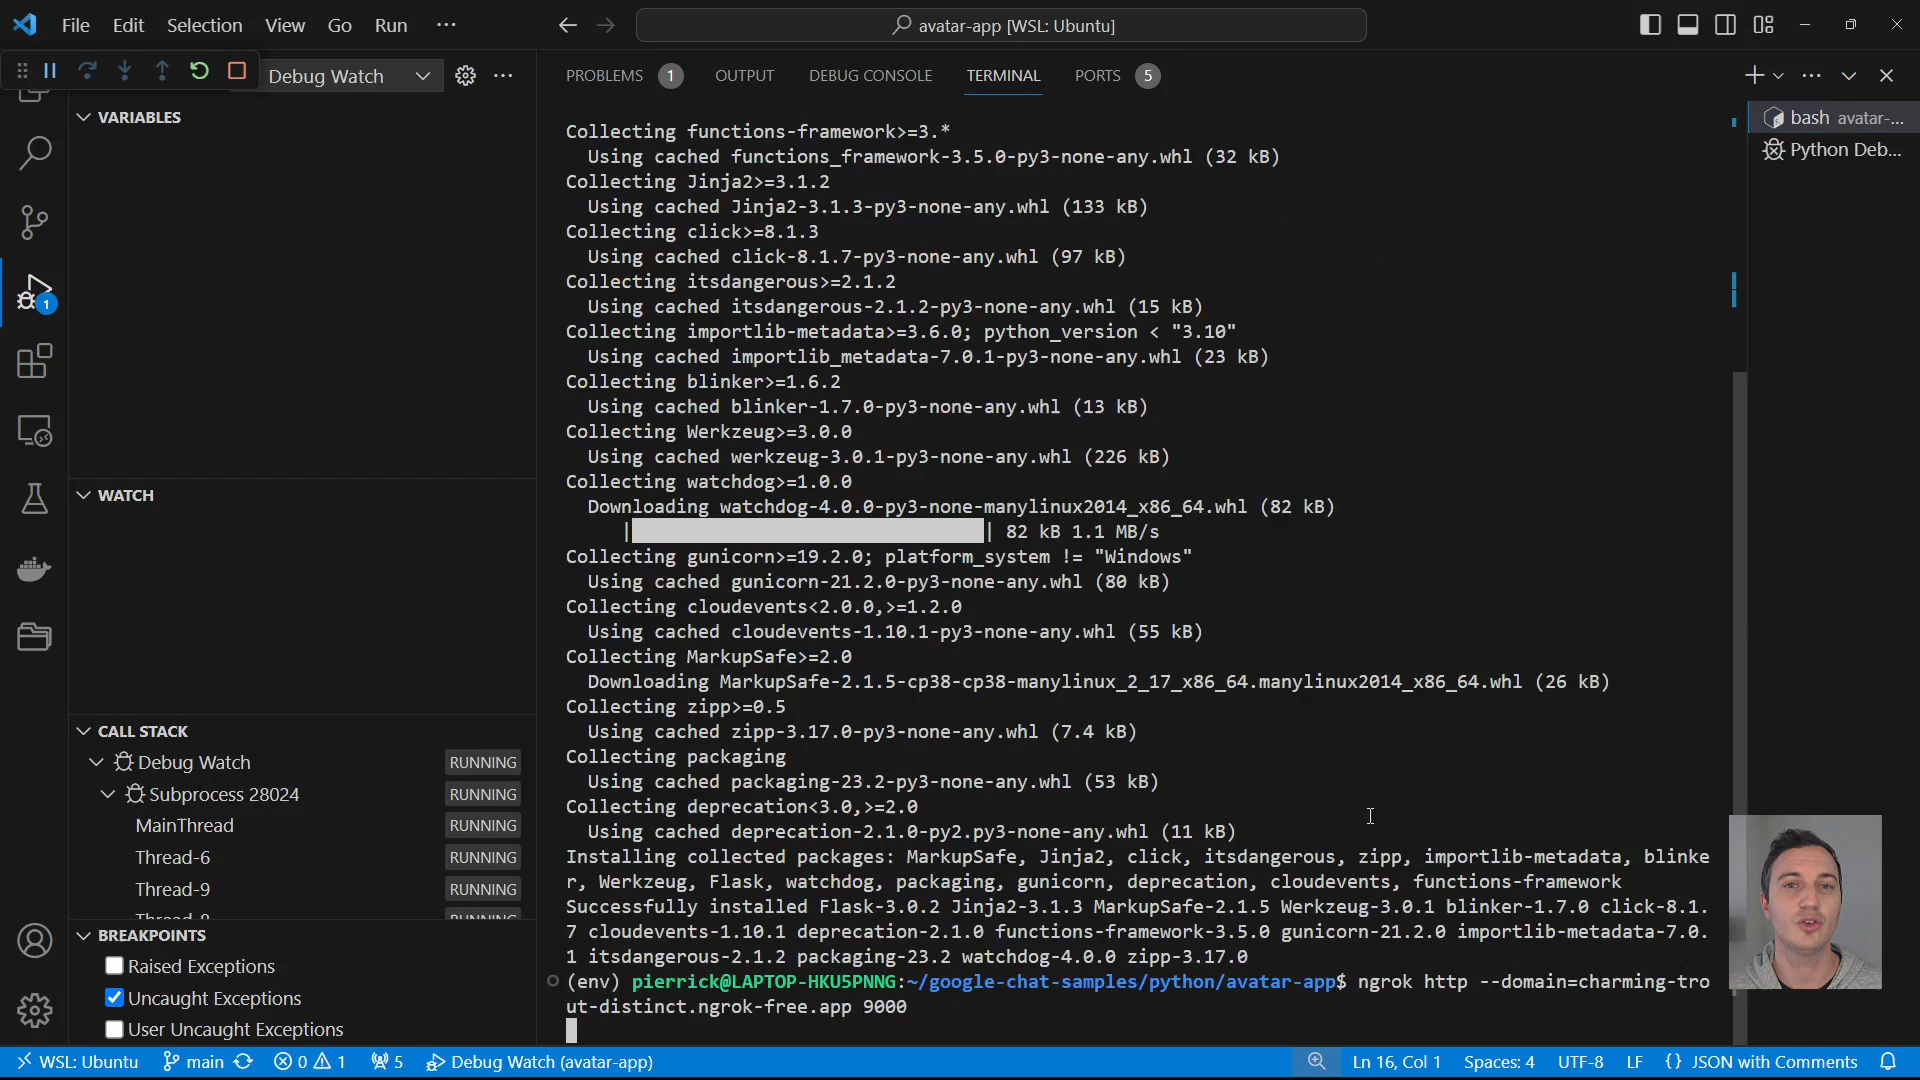 File Edit Selection View Go Run ···
avatar-app [WSL: Ubuntu]
Debug Watch
PROBLEMS 1 OUTPUT DEBUG CONSOLE TERMINAL PORTS 5
VARIABLES
WATCH
CALL STACK
Debug Watch RUNNING
Subprocess 28024 RUNNING
MainThread RUNNING
Thread-6 RUNNING
Thread-9 RUNNING
BREAKPOINTS
Raised Exceptions
Uncaught Exceptions
User Uncaught Exceptions
1
Collecting functions-framework>=3.*
Using cached functions_framework-3.5.0-py3-none-any.whl (32 kB)
Collecting Jinja2>=3.1.2
Using cached Jinja2-3.1.3-py3-none-any.whl (133 kB)
Collecting click>=8.1.3
Using cached click-8.1.7-py3-none-any.whl (97 kB)
Collecting itsdangerous>=2.1.2
Using cached itsdangerous-2.1.2-py3-none-any.whl (15 kB)
Collecting importlib-metadata>=3.6.0; python_version < "3.10"
Using cached importlib_metadata-7.0.1-py3-none-any.whl (23 kB)
Collecting blinker>=1.6.2
Using cached blinker-1.7.0-py3-none-any.whl (13 kB)
Collecting Werkzeug>=3.0.0
Using cached werkzeug-3.0.1-py3-none-any.whl (226 kB)
Collecting watchdog>=1.0.0
Downloading watchdog-4.0.0-py3-none-manylinux2014_x86_64.whl (82 kB)
| | 82 kB 1.1 MB/s
Collecting gunicorn>=19.2.0; platform_system != "Windows"
Using cached gunicorn-21.2.0-py3-none-any.whl (80 kB)
Collecting cloudevents<2.0.0,>=1.2.0
Using cached cloudevents-1.10.1-py3-none-any.whl (55 kB)
Collecting MarkupSafe>=2.0
Downloading MarkupSafe-2.1.5-cp38-cp38-manylinux_2_17_x86_64.manylinux2014_x86_64.whl (26 kB)
Collecting zipp>=0.5
Using cached zipp-3.17.0-py3-none-any.whl (7.4 kB)
Collecting packaging
Using cached packaging-23.2-py3-none-any.whl (53 kB)
Collecting deprecation<3.0,>=2.0
Using cached deprecation-2.1.0-py2.py3-none-any.whl (11 kB)
Installing collected packages: MarkupSafe, Jinja2, click, itsdangerous, zipp, importlib-metadata, blinke
r, Werkzeug, Flask, watchdog, packaging, gunicorn, deprecation, cloudevents, functions-framework
Successfully installed Flask-3.0.2 Jinja2-3.1.3 MarkupSafe-2.1.5 Werkzeug-3.0.1 blinker-1.7.0 click-8.1.
7 cloudevents-1.10.1 deprecation-2.1.0 functions-framework-3.5.0 gunicorn-21.2.0 importlib-metadata-7.0.
1 itsdangerous-2.1.2 packaging-23.2 watchdog-4.0.0 zipp-3.17.0
(env) pierrick@LAPTOP-HKU5PNNG:~/google-chat-samples/python/avatar-app$ ngrok http --domain=charming-tro
ut-distinct.ngrok-free.app 9000
bash avatar-...
Python Deb...
WSL: Ubuntu main 0 1 5 Debug Watch (avatar-app) Ln 16, Col 1 Spaces: 4 UTF-8 LF {} JSON with Comments